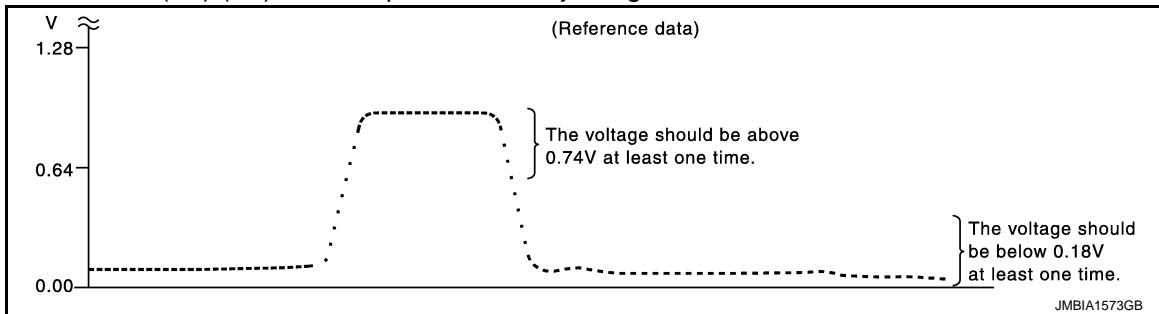 V
(Reference data)
1.28
The voltage should be above
0.74V at least one time.
0.64
The voltage should
be below 0.18V
at least one time.
0.00
JMBIA1573GB